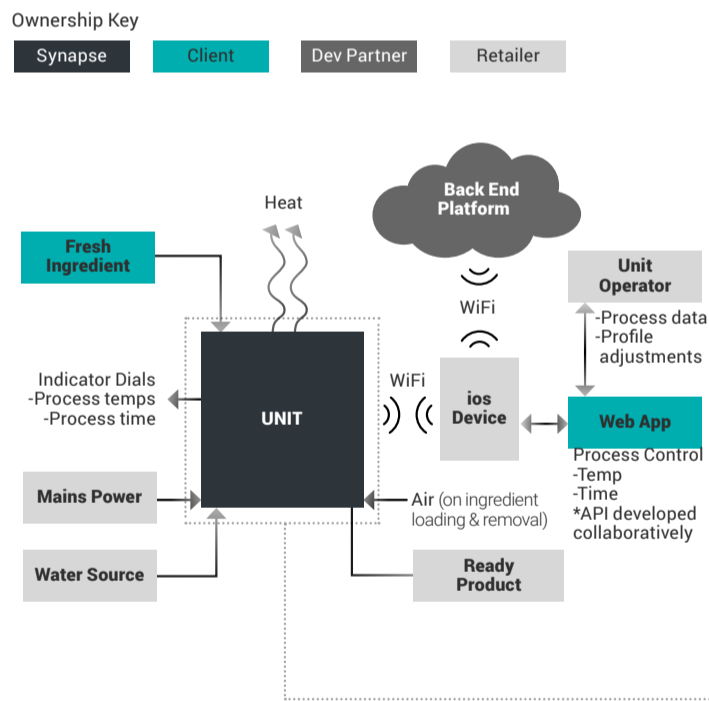 Ownership Key
Synapse
Client
Dev Partner
Retailer
Heat
Back End
Platform
Fresh
Ingredient
Unit
Operator
WiFi
-Process data
-Profile
adjustments
Indicator Dials
-Process temps
-Process time
UNIT
WiFi
ios
Device
Web App
Process Control
-Temp
-Time
*API developed
collaboratively
Mains Power
Air (on ingredient
loading & removal)
Water Source
Ready
Product